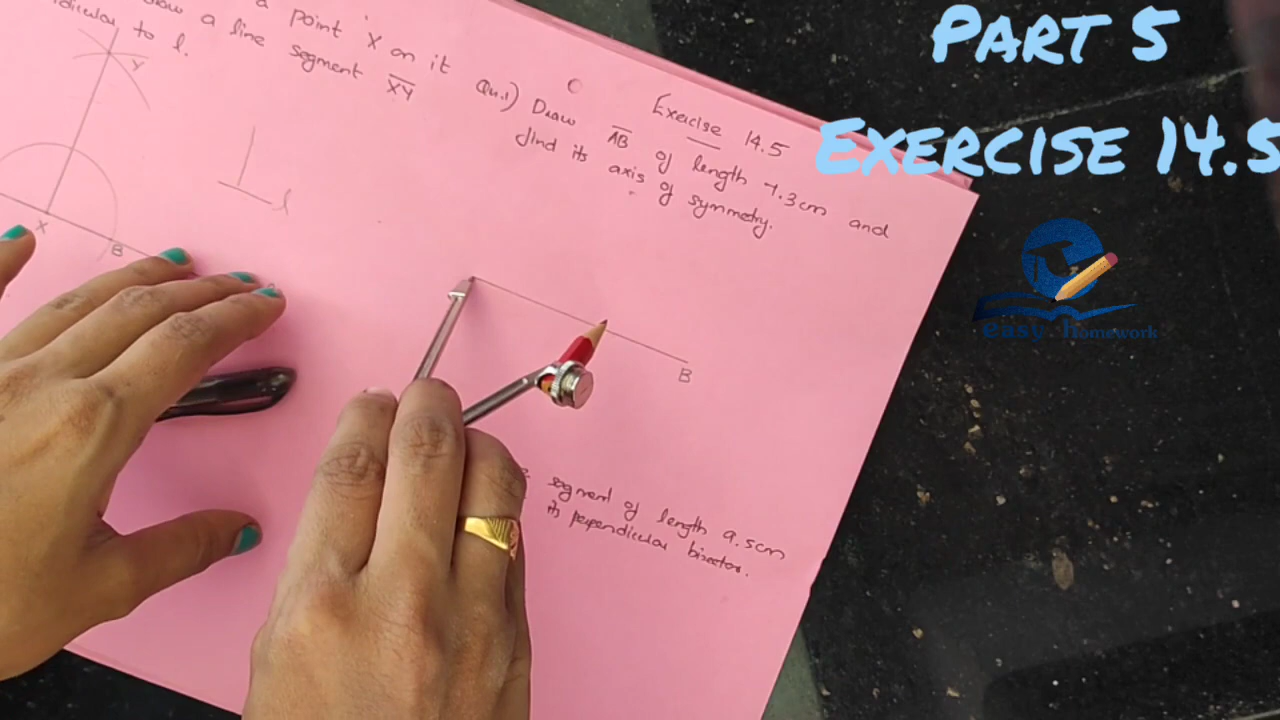 a point X on it
draw a line segment XY
to l.
Y
X
B
l
Exercise 14.5
Qu.1) Draw AB of length 7.3cm and
find its axis of symmetry.
B
segment of length 9.5cm
its perpendicular bisector.
PART 5
EXERCISE 14.5
easy homework